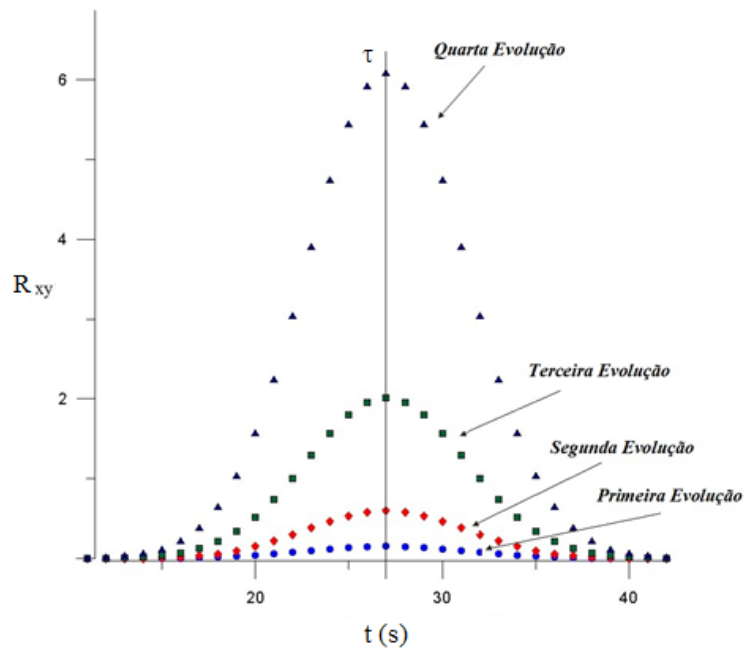 τ
Quarta Evolução
6
4
R xy
Terceira Evolução
2
Segunda Evolução
Primeira Evolução
20
30
40
t (s)